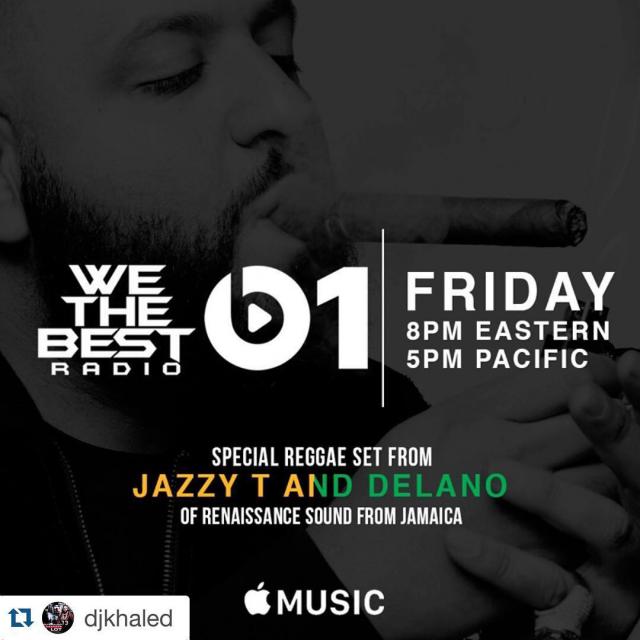 WE
THE
BEST
RADIO
b1
FRIDAY
8PM EASTERN
5PM PACIFIC
SPECIAL REGGAE SET FROM
JAZZY T AND DELANO
OF RENAISSANCE SOUND FROM JAMAICA
MUSIC
djkhaled